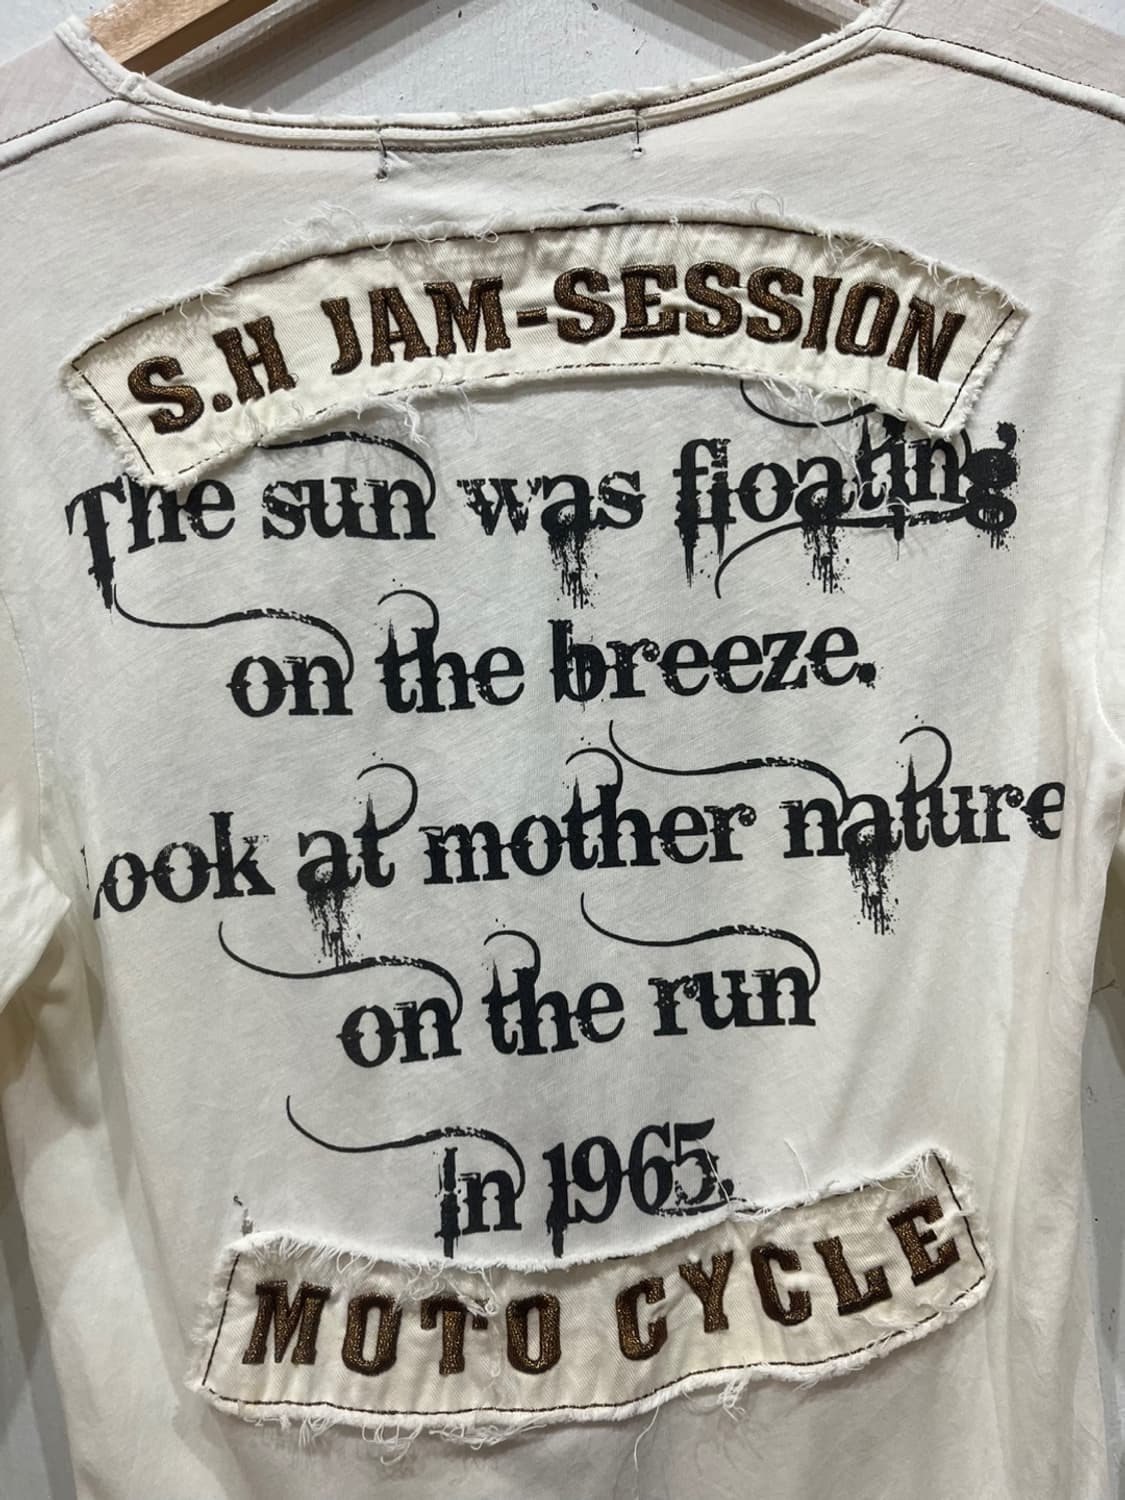 S.H JAM-SESSION
The sun was floating
on the breeze.
Look at mother nature
on the run
In 1965.
MOTO CYCLE